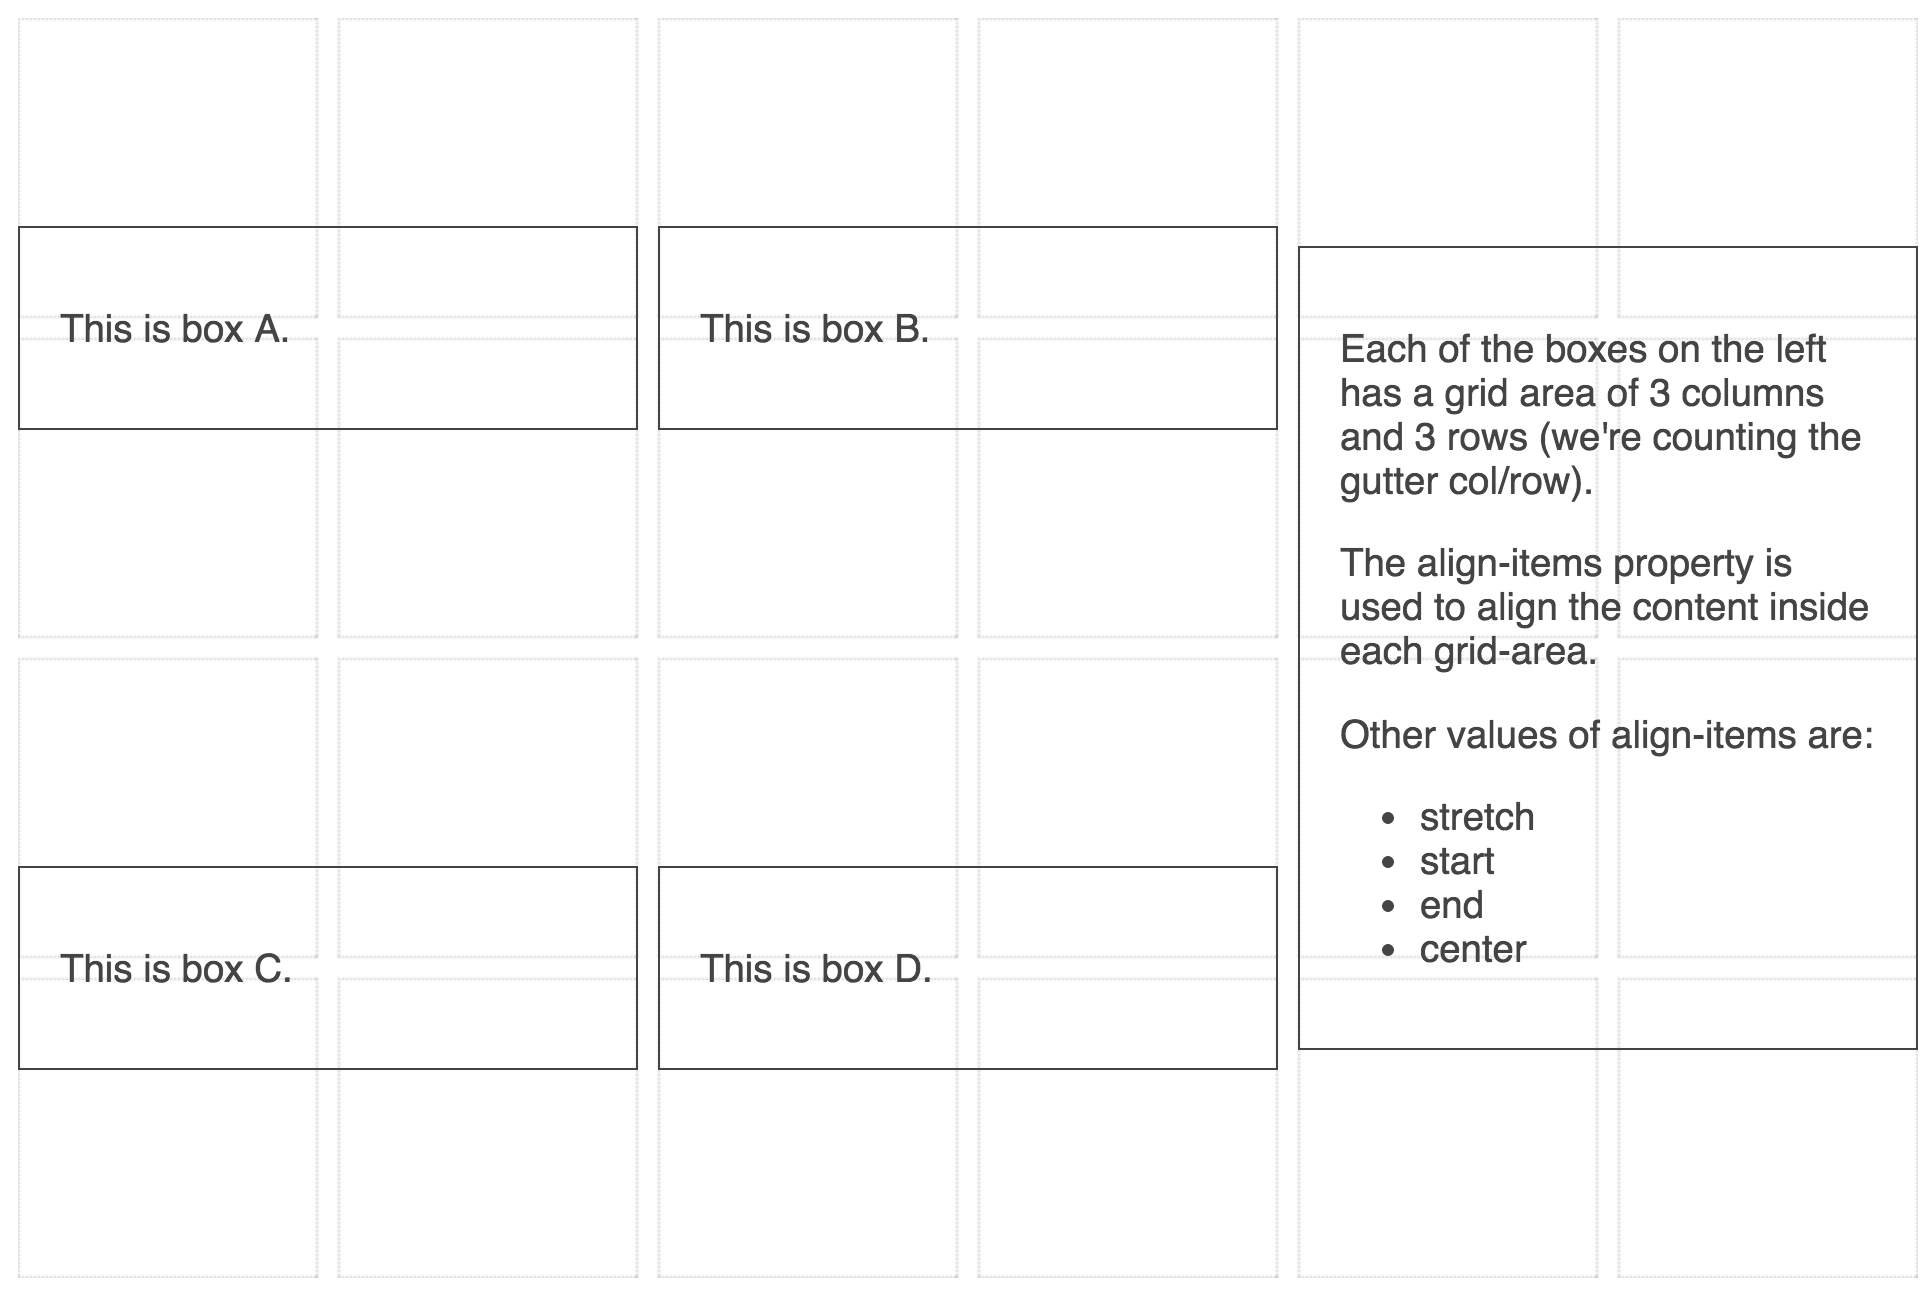 This is box A.
This is box B.
Each of the boxes on the left
has a grid area of 3 columns
and 3 rows (we're counting the
gutter col/row).
The align-items property is
used to align the content inside
each grid-area.
Other values of align-items are:
• stretch
• start
• end
• center
This is box C.
This is box D.